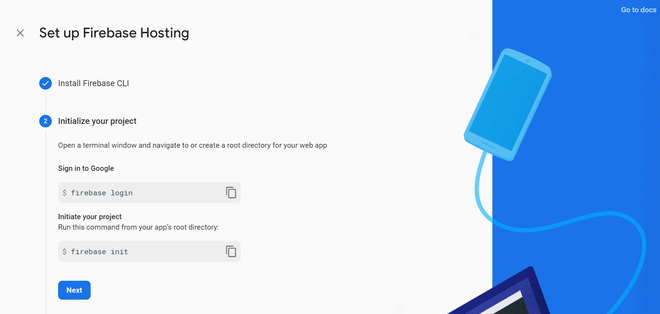 Go to docs
Set up Firebase Hosting
Install Firebase CLI
2 Initialize your project
Open a terminal window and navigate to or create a root directory for your web app
Sign in to Google
$ firebase login
Initiate your project
Run this command from your app's root directory:
$ firebase init
Next